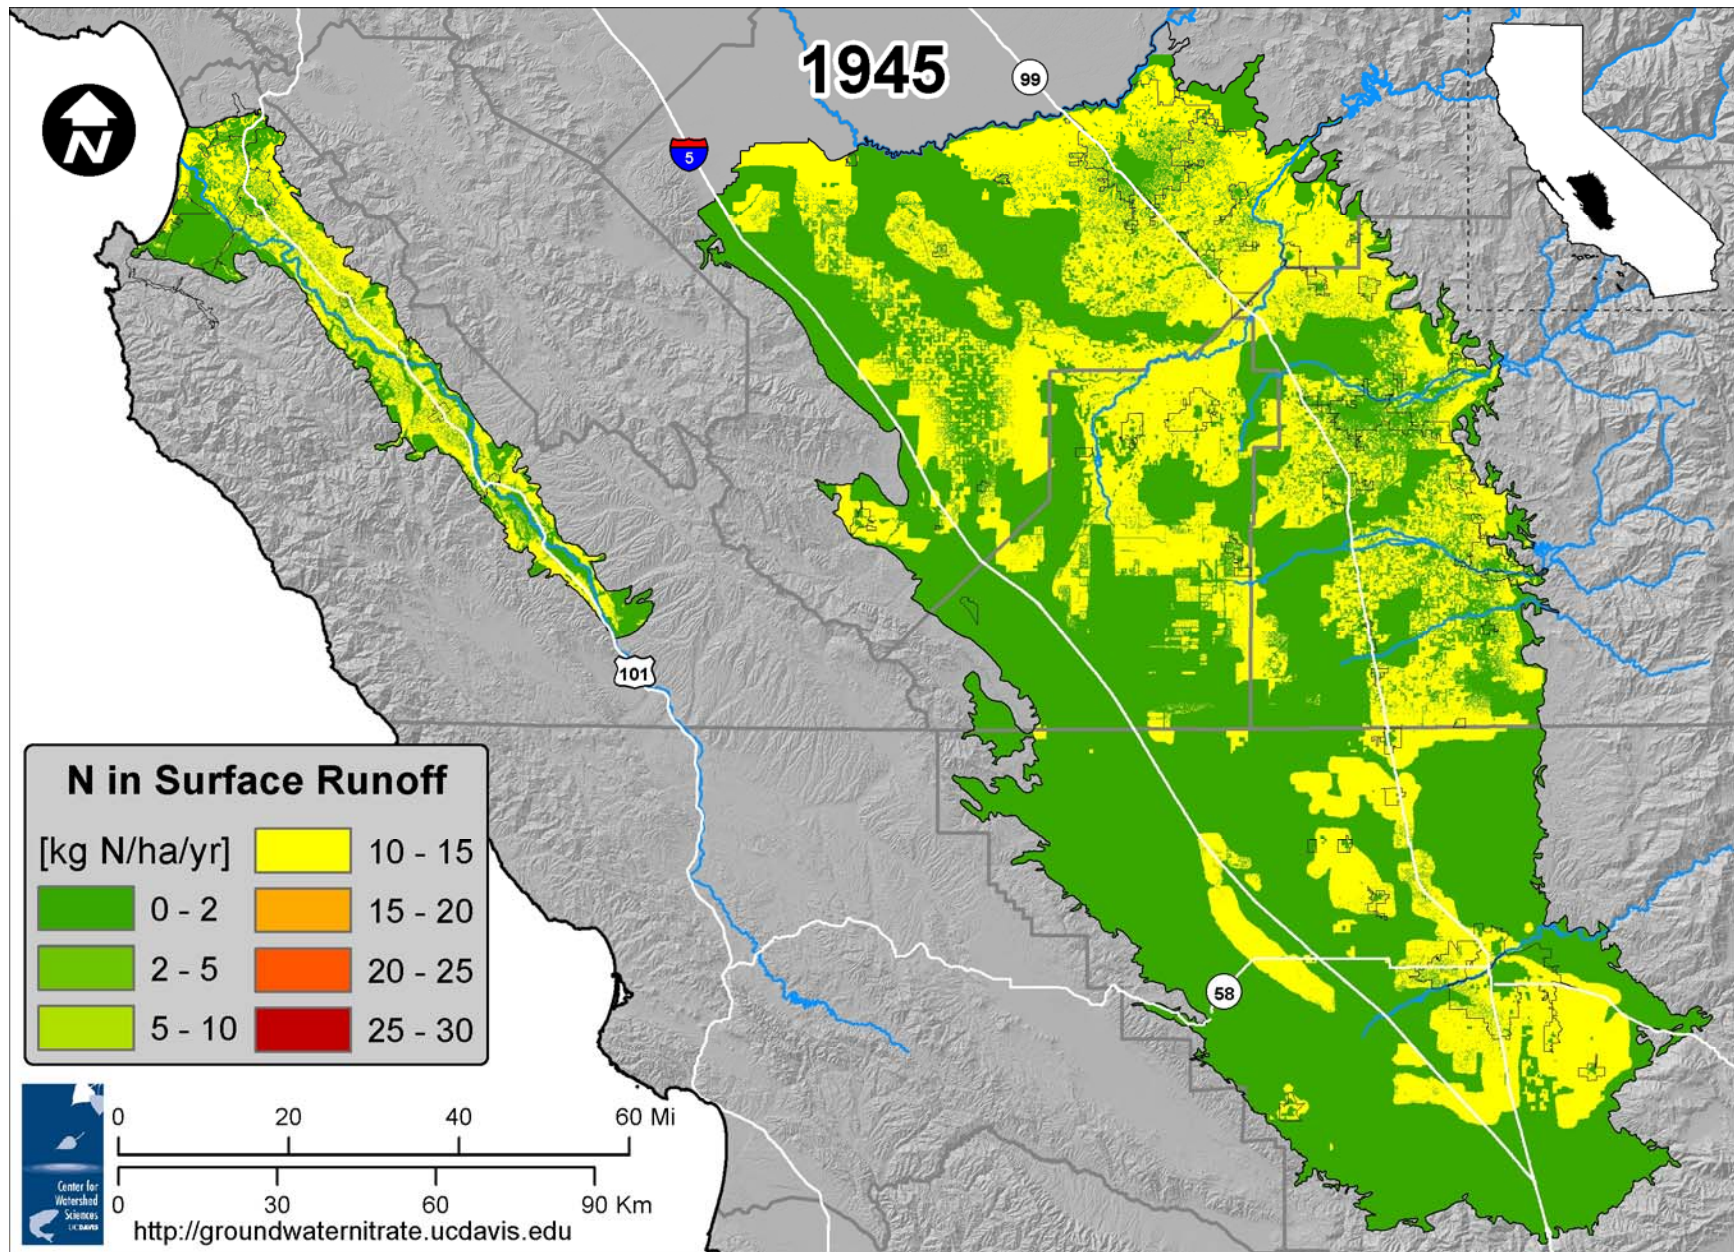 1945
99
5
N
101
58
N in Surface Runoff
[kg N/ha/yr]
0 - 2
2 - 5
5 - 10
10 - 15
15 - 20
20 - 25
25 - 30
0 20 40 60 Mi
0 30 60 90 Km
Center for
Watershed
Sciences
UC DAVIS
http://groundwaternitrate.ucdavis.edu